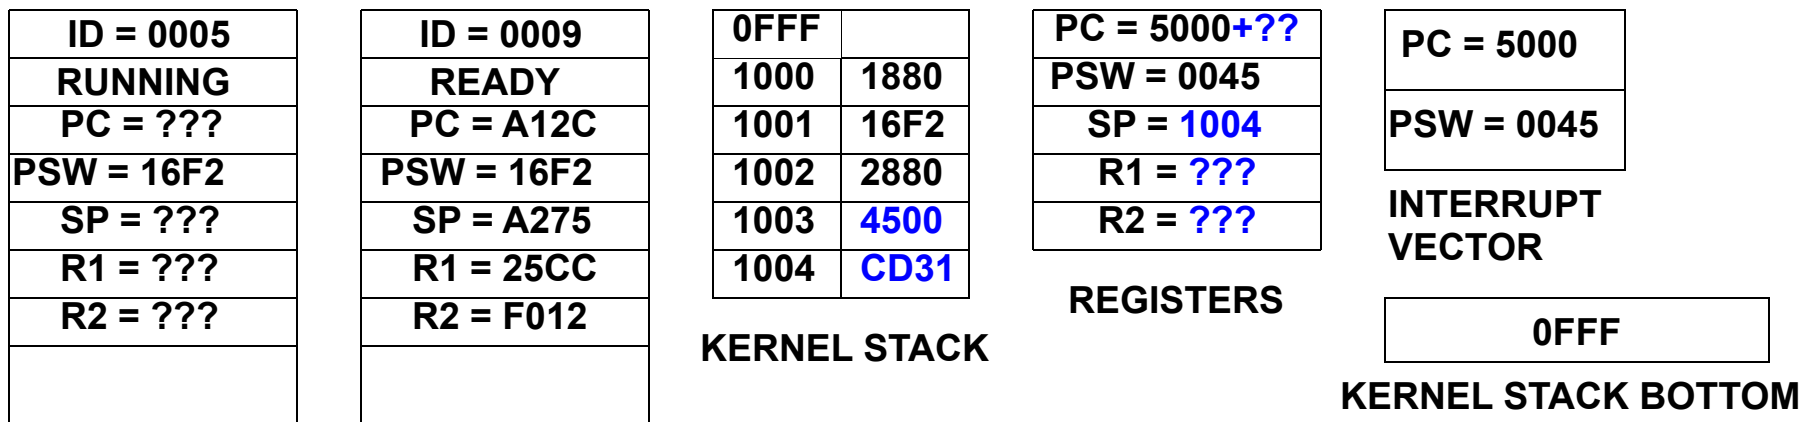 ID = 0005
RUNNING
PC = ???
PSW = 16F2
SP = ???
R1 = ???
R2 = ???
ID = 0009
READY
PC = A12C
PSW = 16F2
SP = A275
R1 = 25CC
R2 = F012
0FFF
1000 1880
1001 16F2
1002 2880
1003 4500
1004 CD31
KERNEL STACK
PC = 5000+??
PSW = 0045
SP = 1004
R1 = ???
R2 = ???
REGISTERS
PC = 5000
PSW = 0045
INTERRUPT
VECTOR
0FFF
KERNEL STACK BOTTOM